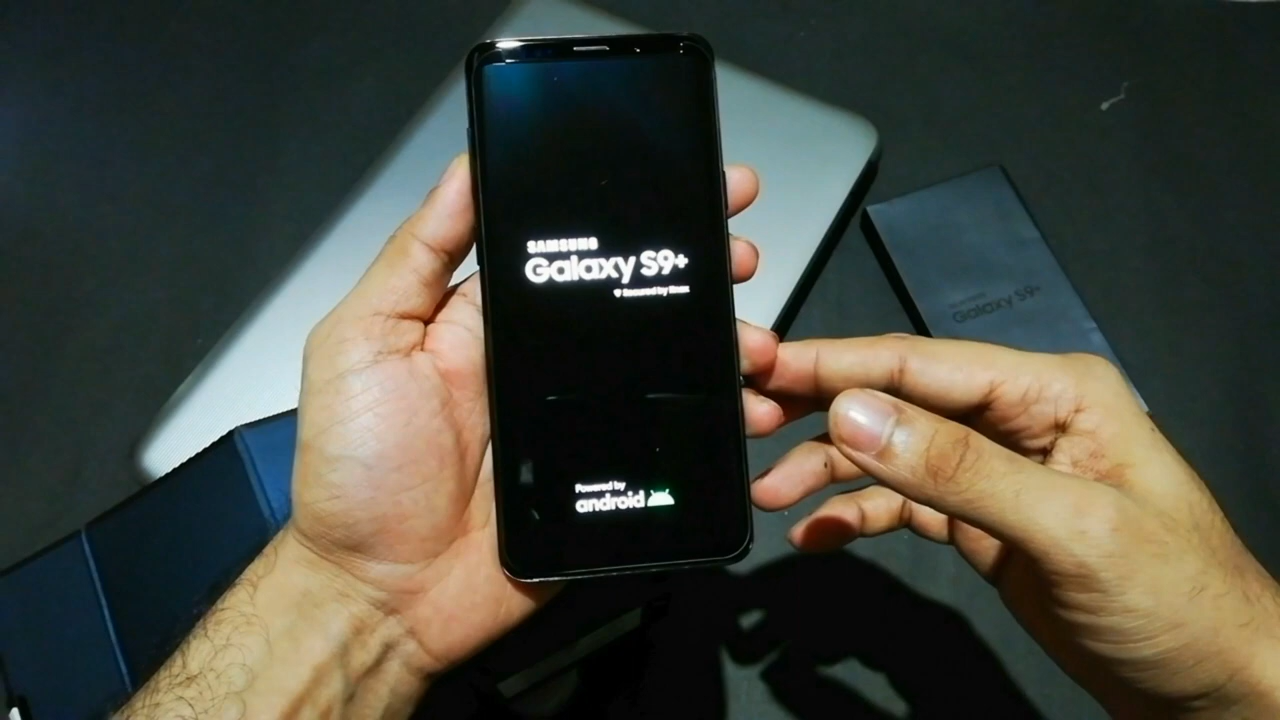 SAMSUNG
Galaxy S9+
Secured by Knox
Powered by
android
Galaxy S9+